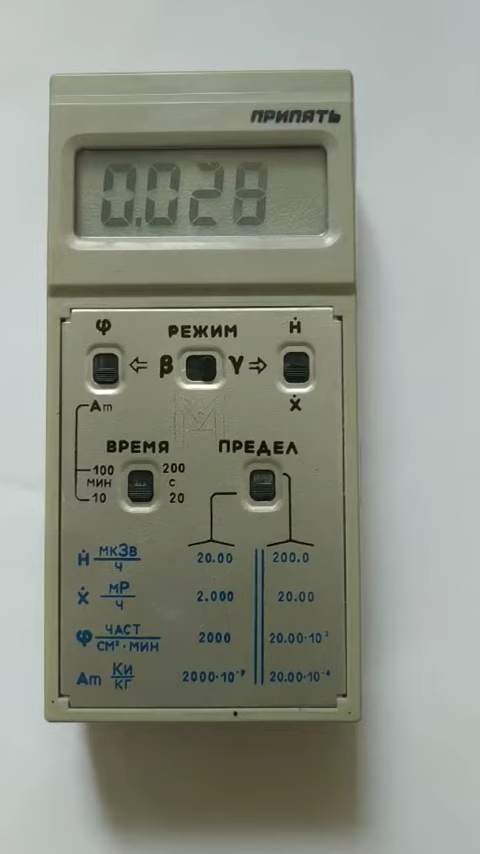 ПРИПЯТЬ
0.028
φ РЕЖИМ Ḣ
⇐ β γ ⇒
Am Ẋ
ВРЕМЯ ПРЕДЕЛ
100 200
МИН с
10 20
Ḣ мкЗв/ч 20.00 200.0
Ẋ мР/ч 2.000 20.00
φ ЧАСТ/СМ²·МИН 2000 20.00·10³
Am Ки/КГ 2000·10⁻⁹ 20.00·10⁻⁶